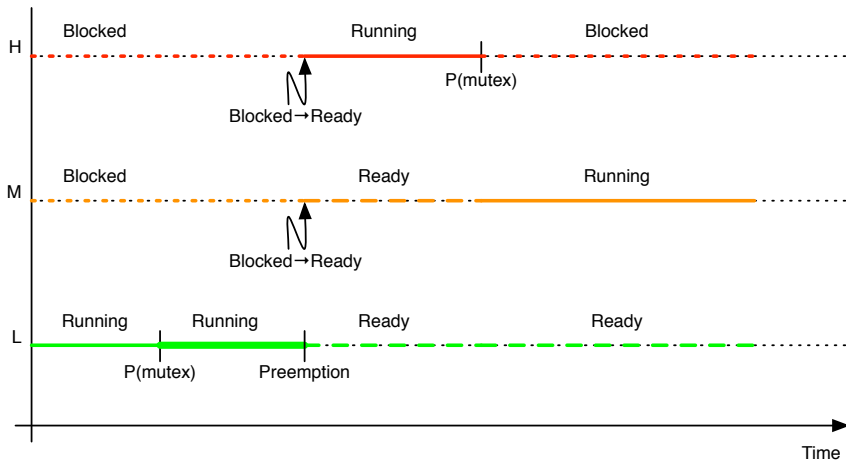 Blocked Running Blocked
H
P(mutex)
Blocked→Ready
Blocked Ready Running
M
Blocked→Ready
Running Running Ready Ready
L
P(mutex) Preemption
Time